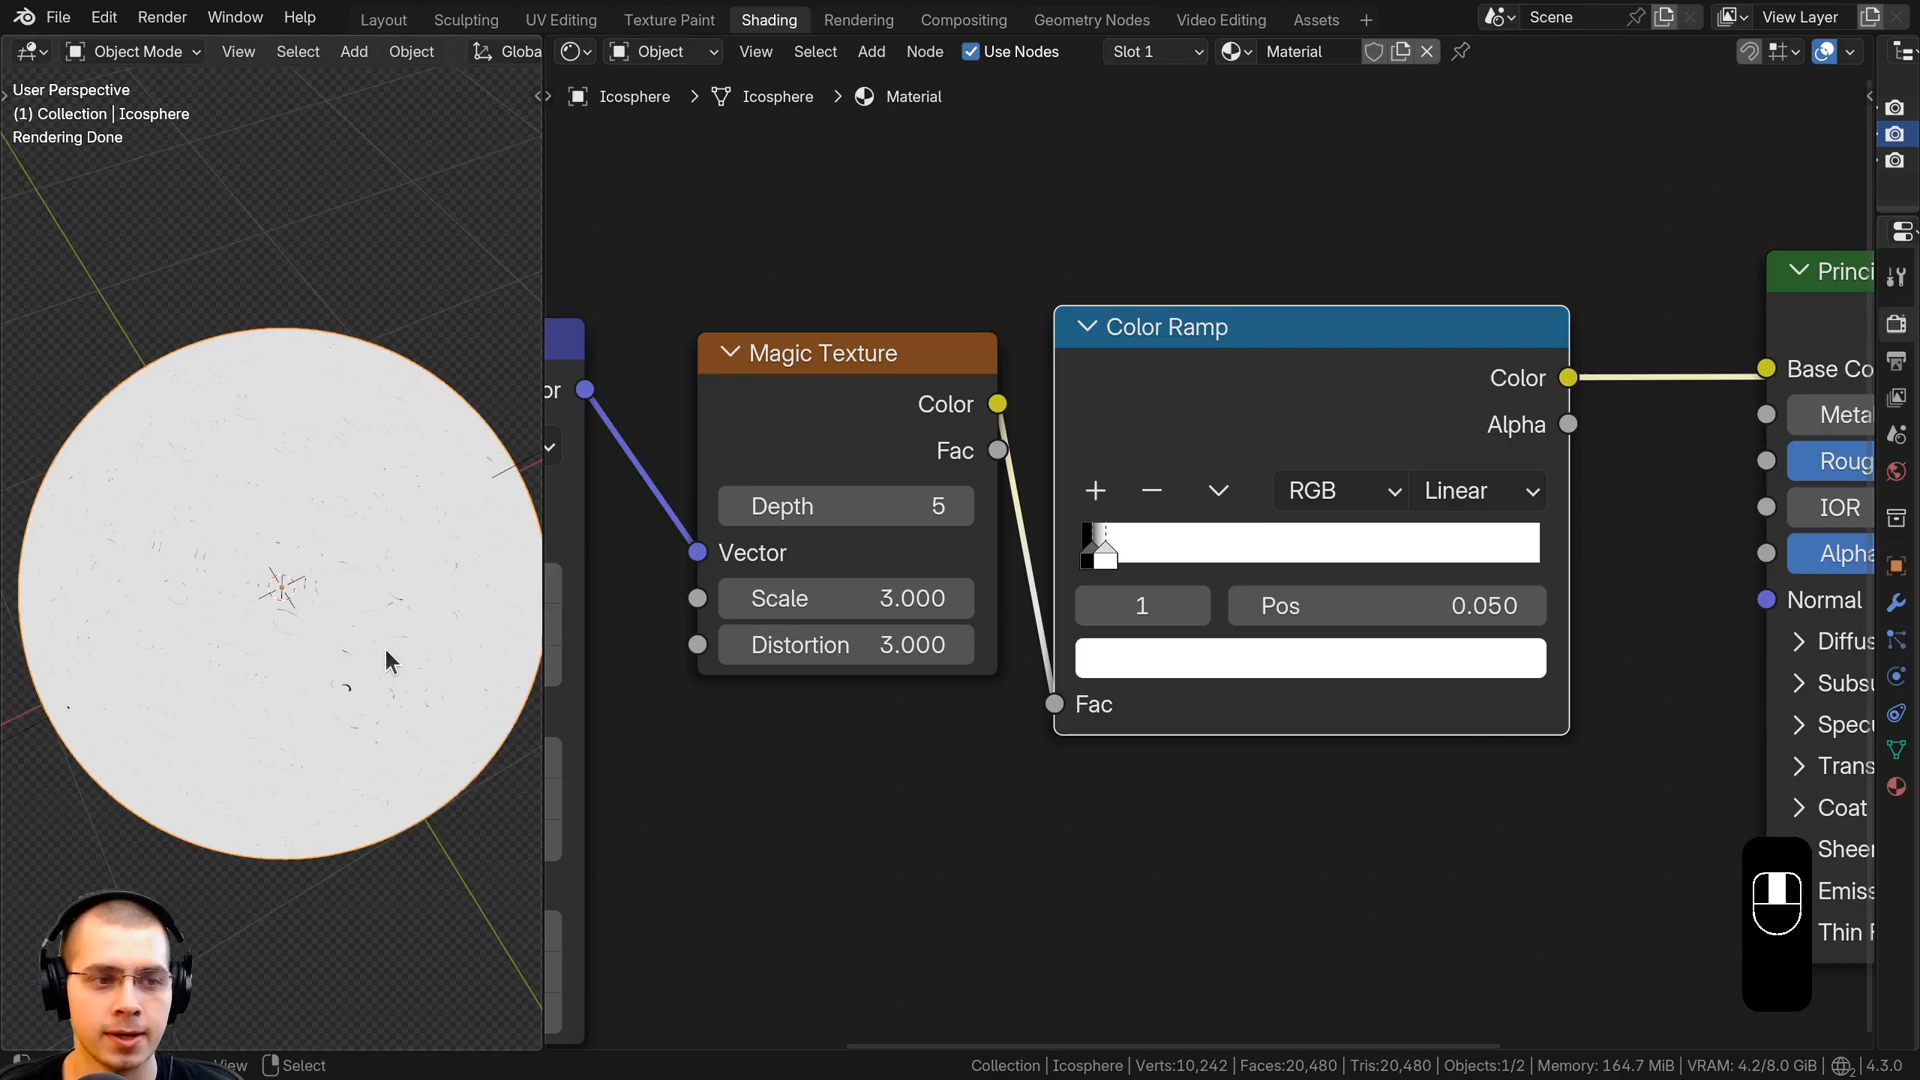 File Edit Render Window Help
Layout Sculpting UV Editing Texture Paint Shading Rendering Compositing Geometry Nodes Video Editing Assets
Scene
View Layer
Object Mode View Select Add Object Globa
Object View Select Add Node Use Nodes Slot 1 Material
User Perspective
(1) Collection | Icosphere
Rendering Done
Icosphere Icosphere Material
or
Magic Texture
Color
Fac
Depth 5
Vector
Scale 3.000
Distortion 3.000
Color Ramp
Color
Alpha
RGB Linear
1 Pos 0.050
Fac
Princi
Base Co
Metal
Roug
IOR
Alpha
Normal
Diffus
Subsu
Specu
Trans
Coat
Sheer
Emiss
Thin F
View Select
Collection | Icosphere | Verts:10,242 | Faces:20,480 | Tris:20,480 | Objects:1/2 | Memory: 164.7 MiB | VRAM: 4.2/8.0 GiB | 2 4.3.0